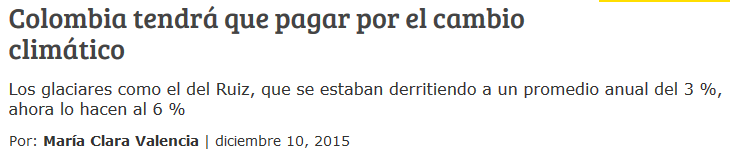 Colombia tendrá que pagar por el cambio
climático
Los glaciares como el del Ruiz, que se estaban derritiendo a un promedio anual del 3 %,
ahora lo hacen al 6 %
Por: María Clara Valencia | diciembre 10, 2015